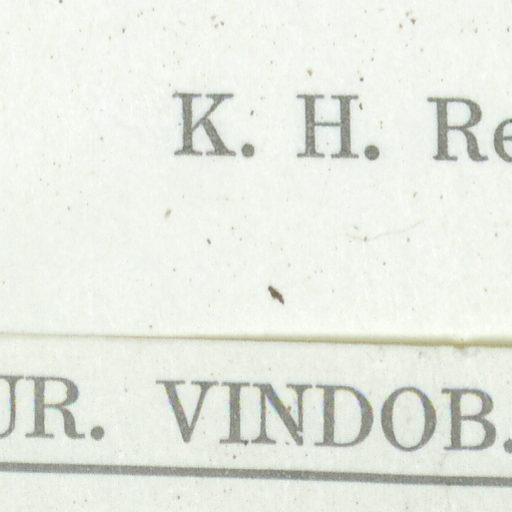 K. H. Re
UR. VINDOB.